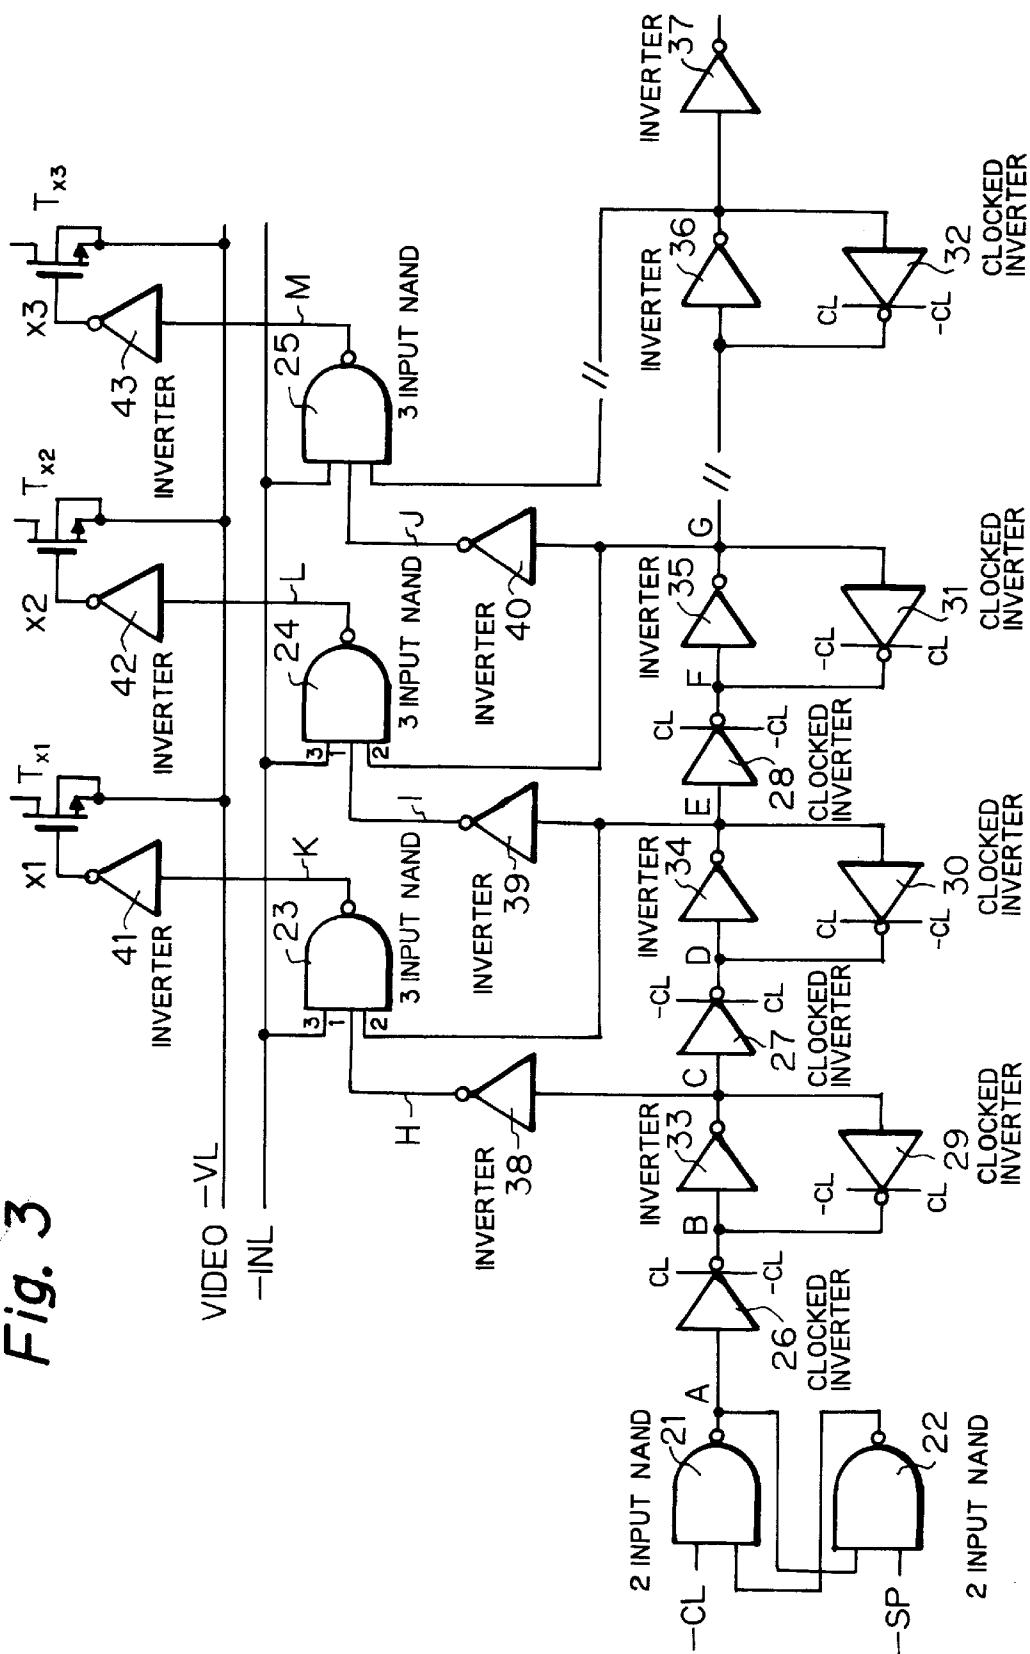 Fig. 3
VIDEO -VL
-INL
X1
TX1
X2
TX2
X3
TX3
41
INVERTER
42
INVERTER
43
INVERTER
K
L
M
23
3 INPUT NAND
24
3 INPUT NAND
25
3 INPUT NAND
3
1
2
3
1
2
H
I
J
INVERTER
38
INVERTER
39
INVERTER
40
//
//
2 INPUT NAND
21
-CL
A
CL
-CL
26
CLOCKED
INVERTER
B
INVERTER
33
C
-CL
CL
27
CLOCKED
INVERTER
D
INVERTER
34
E
CL
-CL
28
CLOCKED
INVERTER
F
INVERTER
35
G
INVERTER
36
INVERTER
37
-SP
22
2 INPUT NAND
-CL
CL
29
CLOCKED
INVERTER
CL
-CL
30
CLOCKED
INVERTER
-CL
CL
31
CLOCKED
INVERTER
CL
-CL
32
CLOCKED
INVERTER